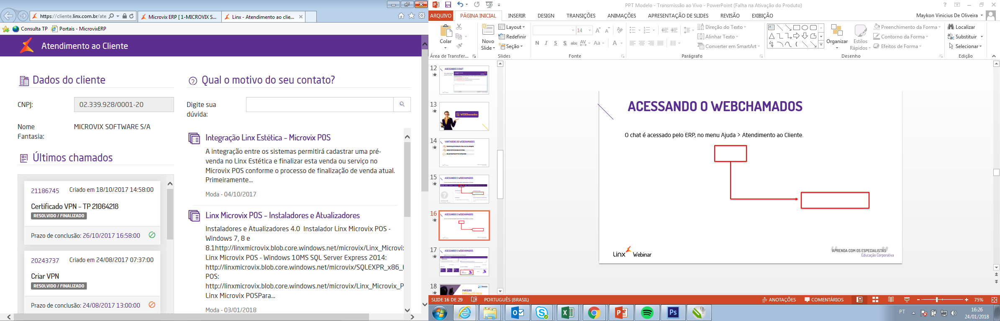 https://cliente.linx.com.br/ate
Microvix ERP [ 1-MICROVIX S...
Linx - Atendimento ao clie...
Consulta TP
Portais - MicrovixERP
Atendimento ao Cliente
Dados do cliente
CNPJ:
02.339.928/0001-20
Nome
Fantasia:
MICROVIX SOFTWARE S/A
Últimos chamados
21186745
Criado em 18/10/2017 14:58:00
Certificado VPN - TP 21064218
RESOLVIDO / FINALIZADO
Prazo de conclusão: 26/10/2017 16:58:00
20243737
Criado em 24/08/2017 07:37:00
Criar VPN
RESOLVIDO / FINALIZADO
Prazo de conclusão: 24/08/2017 13:00:00
Qual o motivo do seu contato?
Digite sua
dúvida:
Integração Linx Estética – Microvix POS
A integração entre os sistemas permitirá cadastrar uma pré-
venda no Linx Estética e finalizar esta venda ou serviço no
Microvix POS conforme o processo de finalização de venda atual.
Primeiramente...
Moda - 04/10/2017
Linx Microvix POS – Instaladores e Atualizadores
Instaladores e Atualizadores 4.0  Instalador Linx Microvix POS -
Windows 7, 8 e
8.1http://linxmicrovix.blob.core.windows.net/microvix/Linx_Microvix
Linx Microvix POS - Windows 10MS SQL Server Express 2014:
http://linxmicrovix.blob.core.windows.net/microvix/SQLEXPR_x86_
POS:
http://linxmicrovix.blob.core.windows.net/microvix/Linx_Microvix_P
Linx Microvix POSPara...
Moda - 03/01/2018
PPT Modelo - Transmissão ao Vivo - PowerPoint (Falha na Ativação do Produto)
ARQUIVO
PÁGINA INICIAL
INSERIR
DESIGN
TRANSIÇÕES
ANIMAÇÕES
APRESENTAÇÃO DE SLIDES
REVISÃO
EXIBIÇÃO
Maykon Vinicius De Oliveira
Colar
Área de Transfer...
Novo
Slide
Layout
Redefinir
Seção
Slides
14
N I S S abc AV Aa A
Fonte
Direção do Texto
Alinhar Texto
Converter em SmartArt
Parágrafo
Organizar
Estilos
Rápidos
Preenchimento da Forma
Contorno da Forma
Efeitos de Forma
Desenho
Localizar
Substituir
Selecionar
Edição
12
ACESSANDO O CHAT
13
WEBChamados
14
VANTAGENS DO WEBCHAMADOS
15
ACESSANDO O WEBCHAMADOS
16
ACESSANDO O WEBCHAMADOS
17
ACESSANDO O WEBCHAMADOS
18
PARCEIRO
ESPECIALISTA FISCAL
ACESSANDO O WEBCHAMADOS
O chat é acessado pelo ERP, no menu Ajuda > Atendimento ao Cliente.
Linx Webinar
APRENDA COM OS ESPECIALISTAS
Educação Corporativa
SLIDE 16 DE 29
PORTUGUÊS (BRASIL)
ANOTAÇÕES
COMENTÁRIOS
75%
PT
16:26
24/01/2018